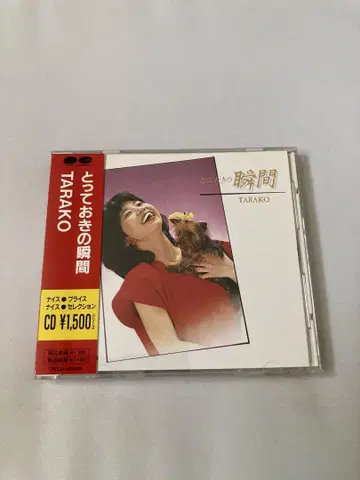 とっておきの瞬間
TARAKO
ナイス●プライス
ナイス●セレクション
CD ¥1,500
とっておきの
瞬間
TARAKO